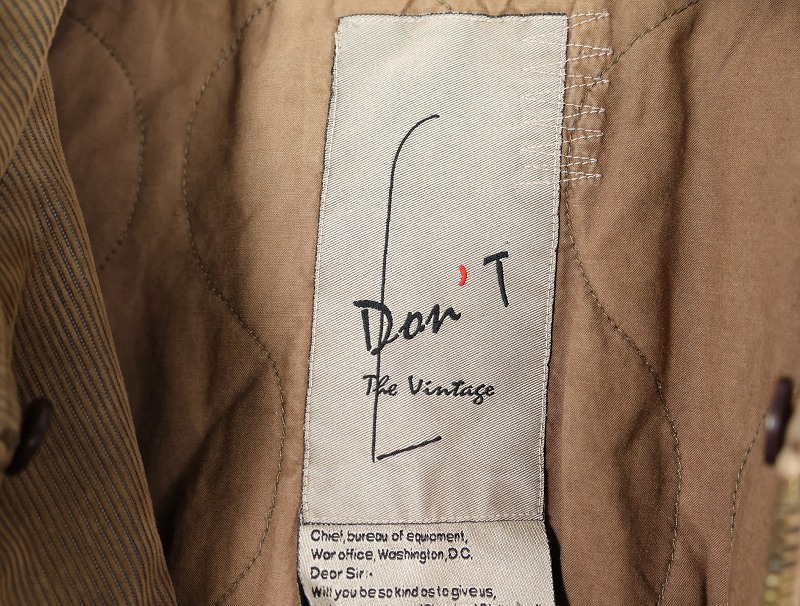 Don'T
The Vintage
Chief, bureau of equipment,
War office, Washington, D.C.
Dear Sir:
Will you be so kind as to give us,